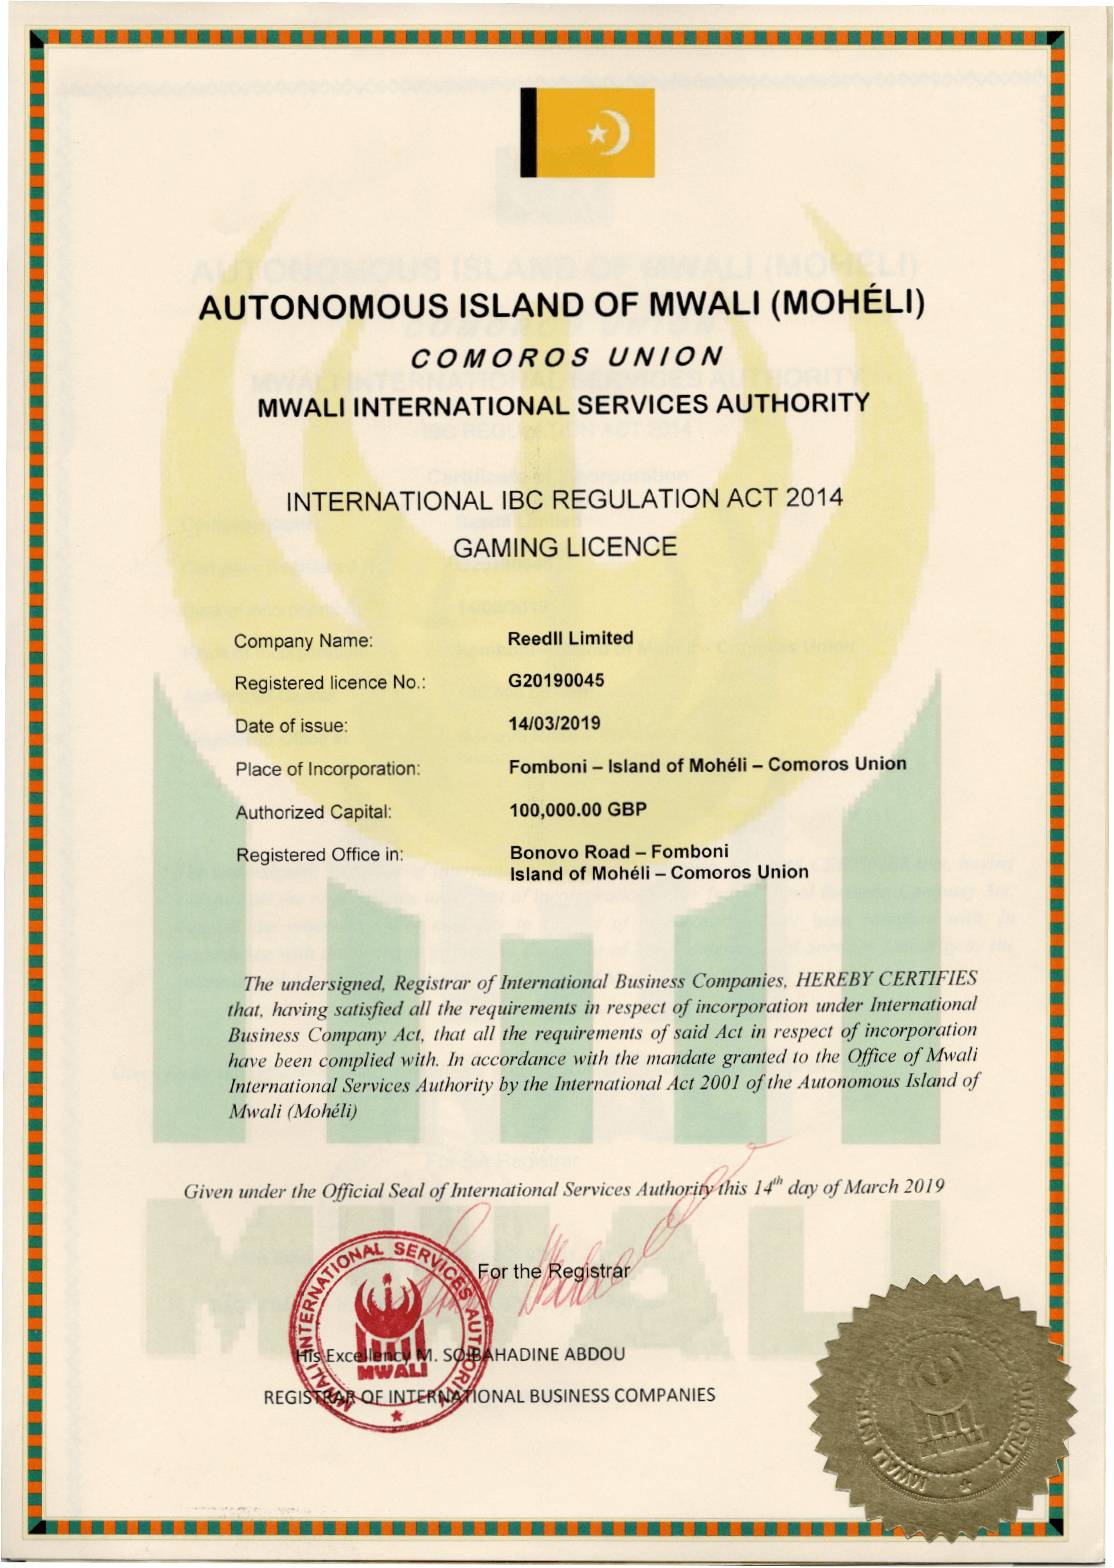 AUTONOMOUS ISLAND OF MWALI (MOHÉLI)
COMOROS UNION
MWALI INTERNATIONAL SERVICES AUTHORITY
INTERNATIONAL IBC REGULATION ACT 2014
GAMING LICENCE
Company Name: Reedll Limited
Registered licence No.: G20190045
Date of issue: 14/03/2019
Place of Incorporation: Fomboni – Island of Mohéli – Comoros Union
Authorized Capital: 100,000.00 GBP
Registered Office in: Bonovo Road – Fomboni
Island of Mohéli – Comoros Union
The undersigned, Registrar of International Business Companies, HEREBY CERTIFIES
that, having satisfied all the requirements in respect of incorporation under International
Business Company Act, that all the requirements of said Act in respect of incorporation
have been complied with. In accordance with the mandate granted to the Office of Mwali
International Services Authority by the International Act 2001 of the Autonomous Island of
Mwali (Mohéli)
Given under the Official Seal of International Services Authority this 14th day of March 2019
MWALI
For the Registrar
MWALI INTERNATIONAL SERVICES AUTHORITY
MWALI
His Excellency M. SOIBAHADINE ABDOU
REGISTRAR OF INTERNATIONAL BUSINESS COMPANIES